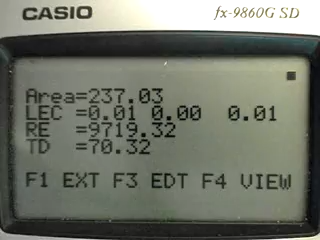 CASIO fx-9860G SD
Area=237.03
LEC =0.01 0.00 0.01
RE =9719.32
TD =70.32
F1 EXT F3 EDT F4 VIEW